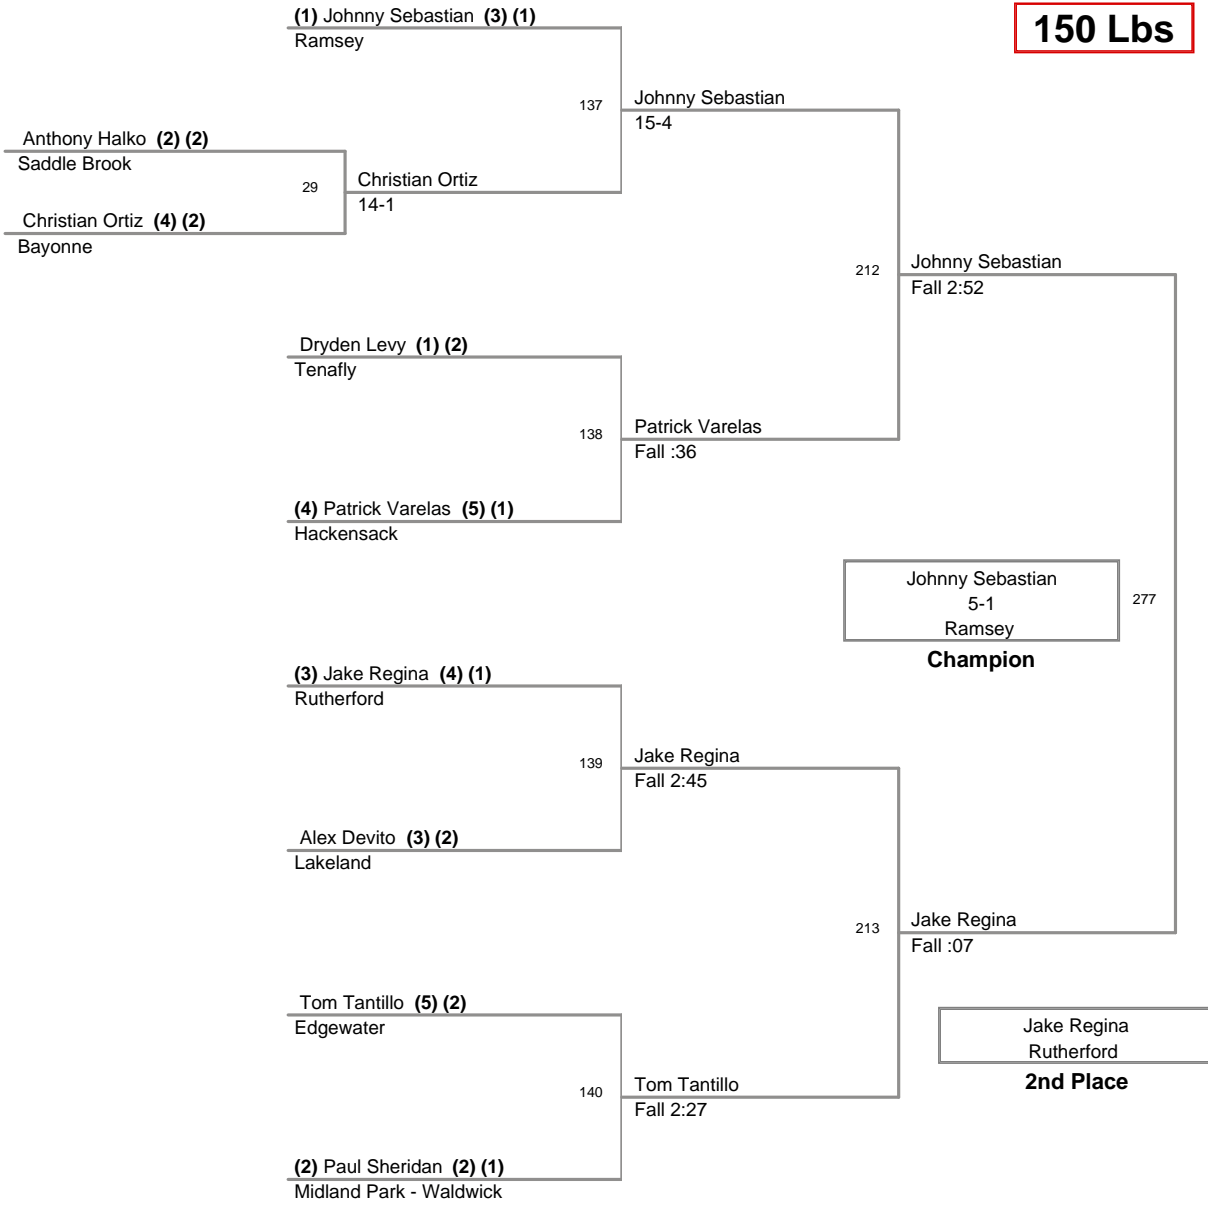 150 Lbs
(1) Johnny Sebastian (3) (1)
Ramsey
137
Johnny Sebastian
15-4
Anthony Halko (2) (2)
Saddle Brook
29
Christian Ortiz
14-1
Christian Ortiz (4) (2)
Bayonne
212
Johnny Sebastian
Fall 2:52
Dryden Levy (1) (2)
Tenafly
138
Patrick Varelas
Fall :36
(4) Patrick Varelas (5) (1)
Hackensack
Johnny Sebastian
5-1
Ramsey
Champion
277
(3) Jake Regina (4) (1)
Rutherford
139
Jake Regina
Fall 2:45
Alex Devito (3) (2)
Lakeland
213
Jake Regina
Fall :07
Tom Tantillo (5) (2)
Edgewater
Jake Regina
Rutherford
2nd Place
140
Tom Tantillo
Fall 2:27
(2) Paul Sheridan (2) (1)
Midland Park - Waldwick